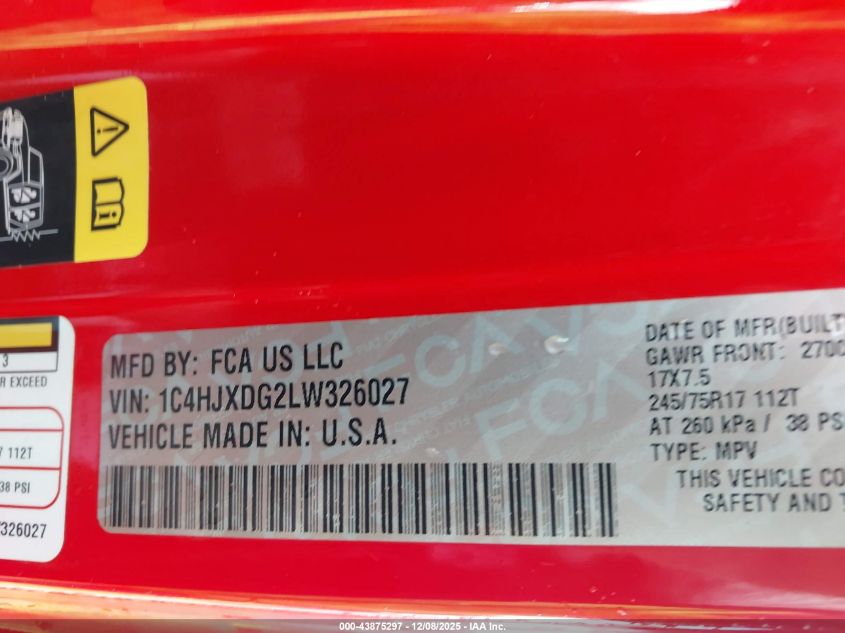 3
R EXCEED
7 112T
38 PSI
326027
MFD BY: FCA US LLC
VIN: 1C4HJXDG2LW326027
VEHICLE MADE IN: U.S.A.
DATE OF MFR(BUILT
GAWR FRONT: 2700
17X7.5
245/75R17 112T
AT 260 kPa / 38 PS
TYPE: MPV
THIS VEHICLE CO
SAFETY AND T
000-43875297 - 12/08/2025 - IAA Inc.